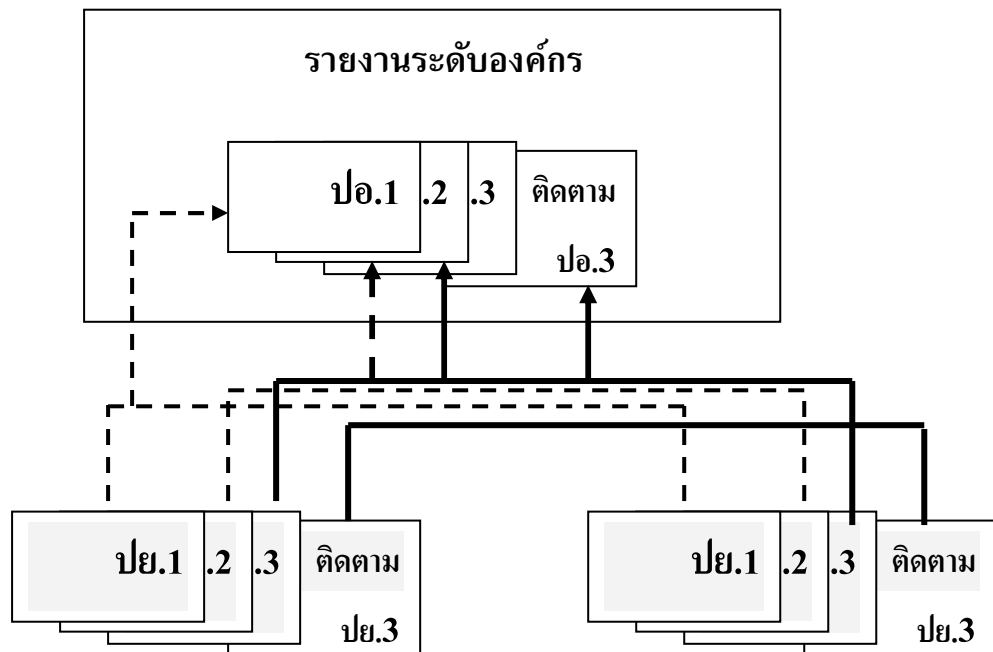 รายงานระดับองค์กร
ปอ.1 .2 .3 ติดตาม
ปอ.3
ปย.1 .2 .3 ติดตาม
ปย.3
ปย.1 .2 .3 ติดตาม
ปย.3